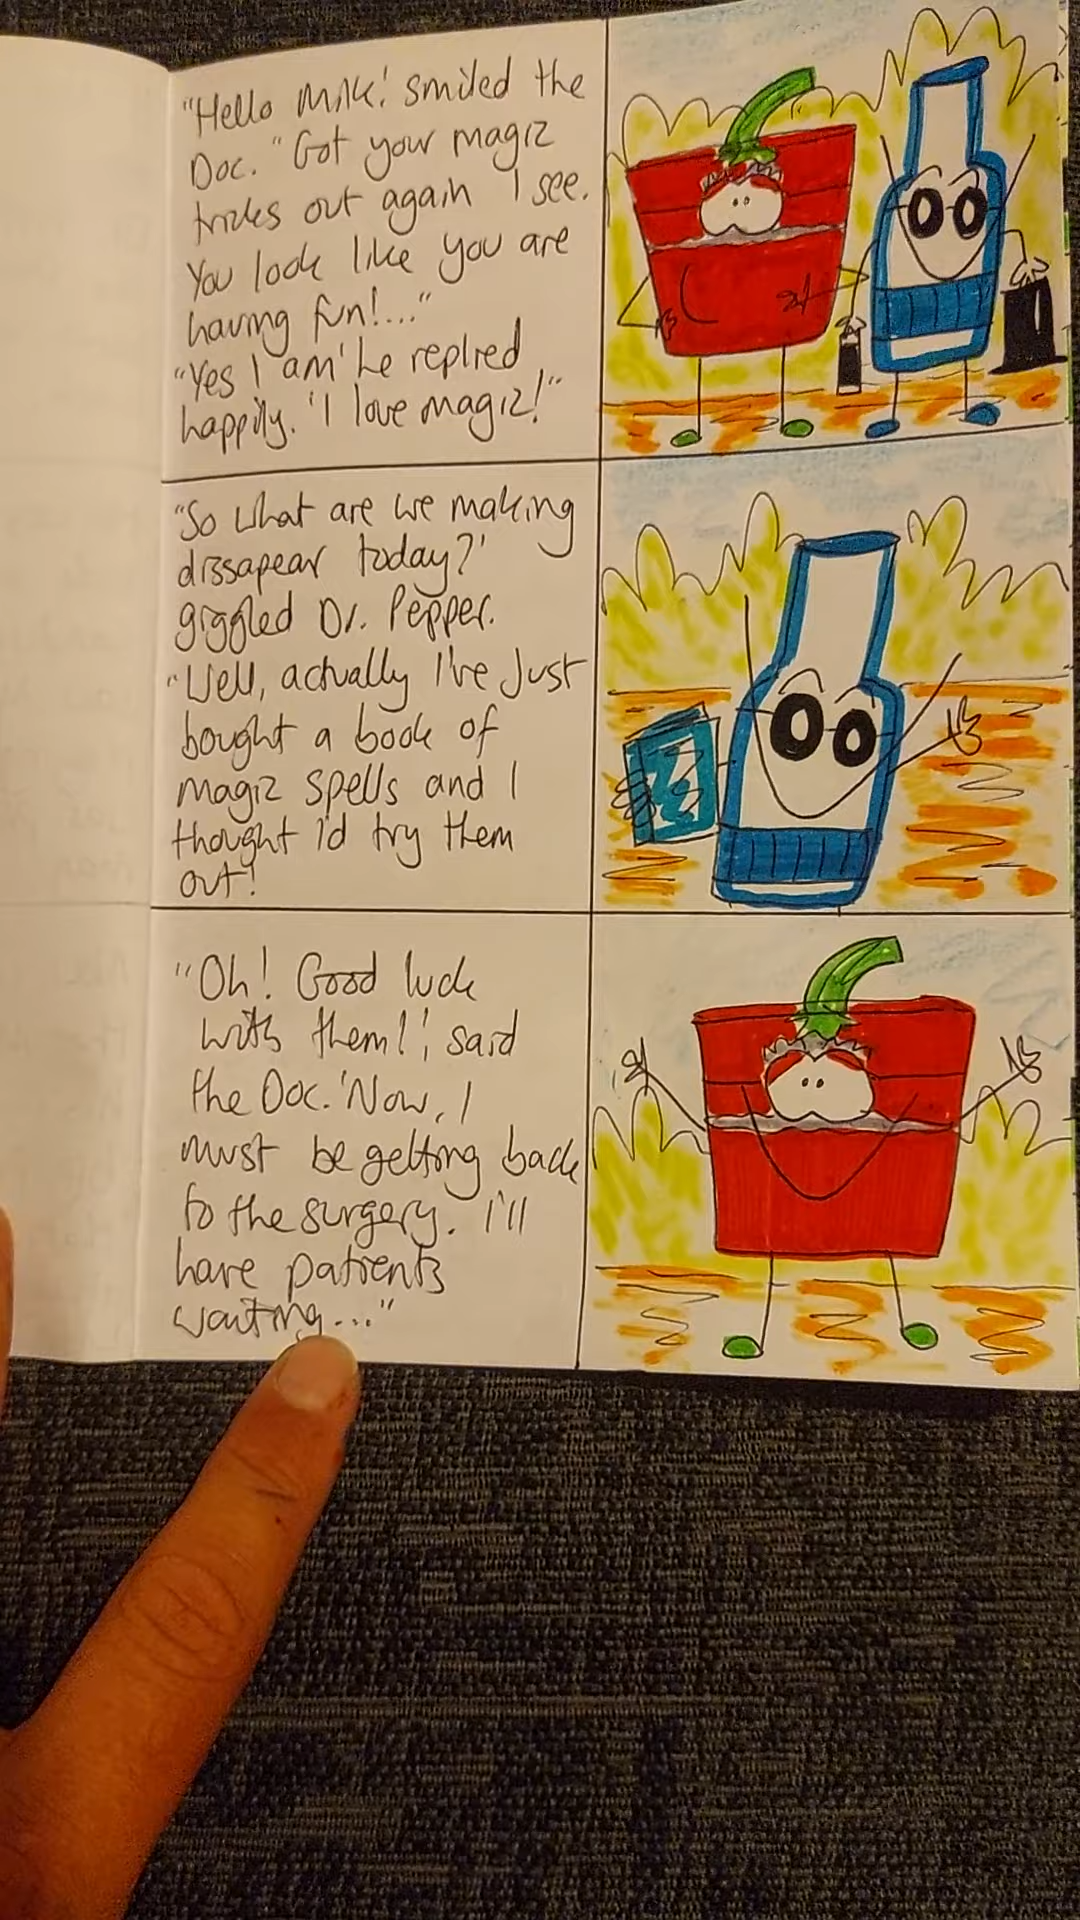 "Hello Milk!' smiled the
Doc. "Got your magiz
tricks out again I see.
You look like you are
having fun!..."
"Yes I am' he replied
happily. 'I love magiz!"
"So what are we making
dissapear today?'
giggled Dr. Pepper.
"Well, actually I've just
bought a book of
magiz spells and I
thought I'd try them
out!
"Oh! Good luck
with them!', said
the Doc. 'Now, I
must be getting back
to the surgery. I'll
have patients
waiting..."